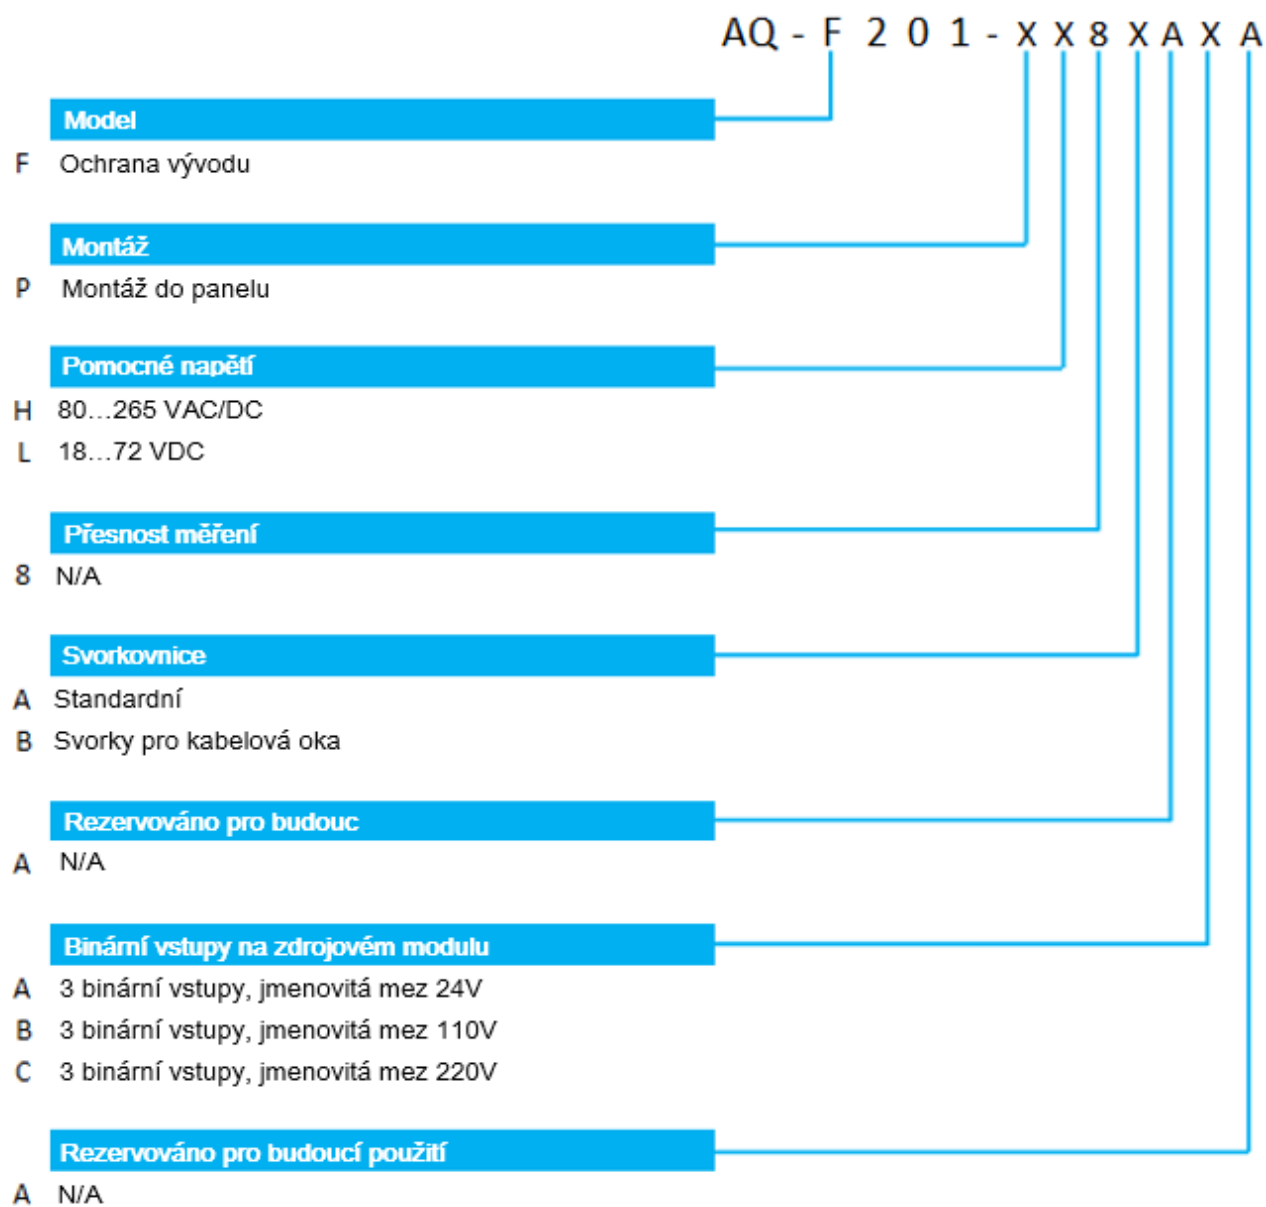 AQ - F 2 0 1 - X X 8 X A X A
Model
F Ochrana vývodu
Montáž
P Montáž do panelu
Pomocné napětí
H 80...265 VAC/DC
L 18...72 VDC
Přesnost měření
8 N/A
Svorkovnice
A Standardní
B Svorky pro kabelová oka
Rezervováno pro budouc
A N/A
Binární vstupy na zdrojovém modulu
A 3 binární vstupy, jmenovitá mez 24V
B 3 binární vstupy, jmenovitá mez 110V
C 3 binární vstupy, jmenovitá mez 220V
Rezervováno pro budoucí použití
A N/A